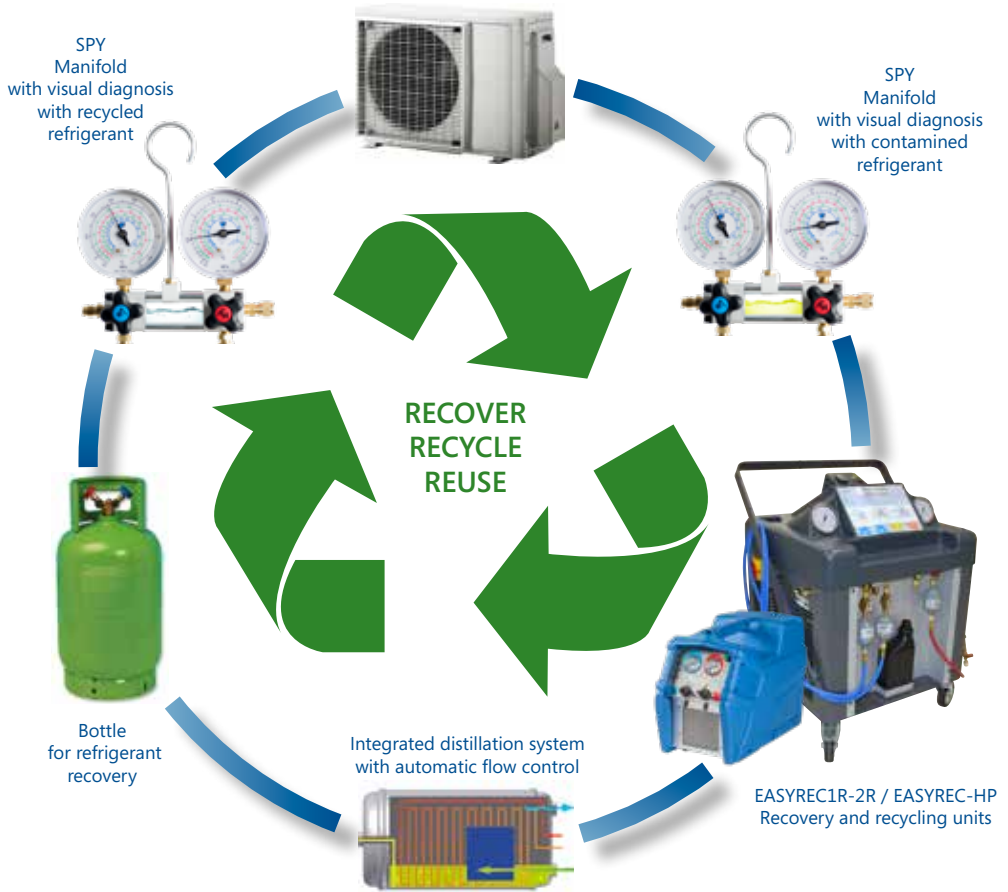 SPY
Manifold
with visual diagnosis
with recycled
refrigerant
SPY
Manifold
with visual diagnosis
with contamined
refrigerant
RECOVER
RECYCLE
REUSE
Bottle
for refrigerant
recovery
Integrated distillation system
with automatic flow control
EASYREC1R-2R / EASYREC-HP
Recovery and recycling units